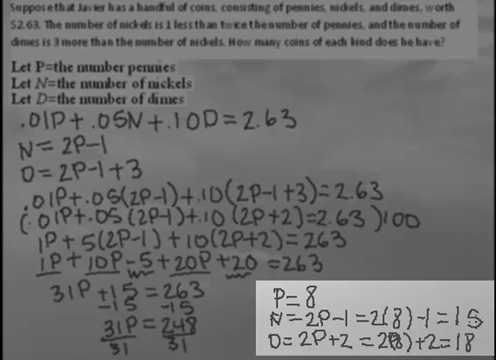 Suppose that Javier has a handful of coins, consisting of pennies, nickels, and dimes, worth
$2.63. The number of nickels is 1 less than twice the number of pennies, and the number of
dimes is 3 more than the number of nickels. How many coins of each kind does he have?
Let P=the number pennies
Let N=the number of nickels
Let D=the number of dimes
.01P + .05N + .10D = 2.63
N = 2P-1
D = 2P-1+3
.01P + .05(2P-1) + .10(2P-1+3) = 2.63
(.01P + .05(2P-1) + .10(2P+2) = 2.63)100
1P + 5(2P-1) + 10(2P+2) = 263
1P + 10P - 5 + 20P + 20 = 263
31P + 15 = 263
-15 -15
31P = 248
31 31
P = 8
N = 2P-1 = 2(8)-1 = 15
D = 2P+2 = 2(8)+2 = 18